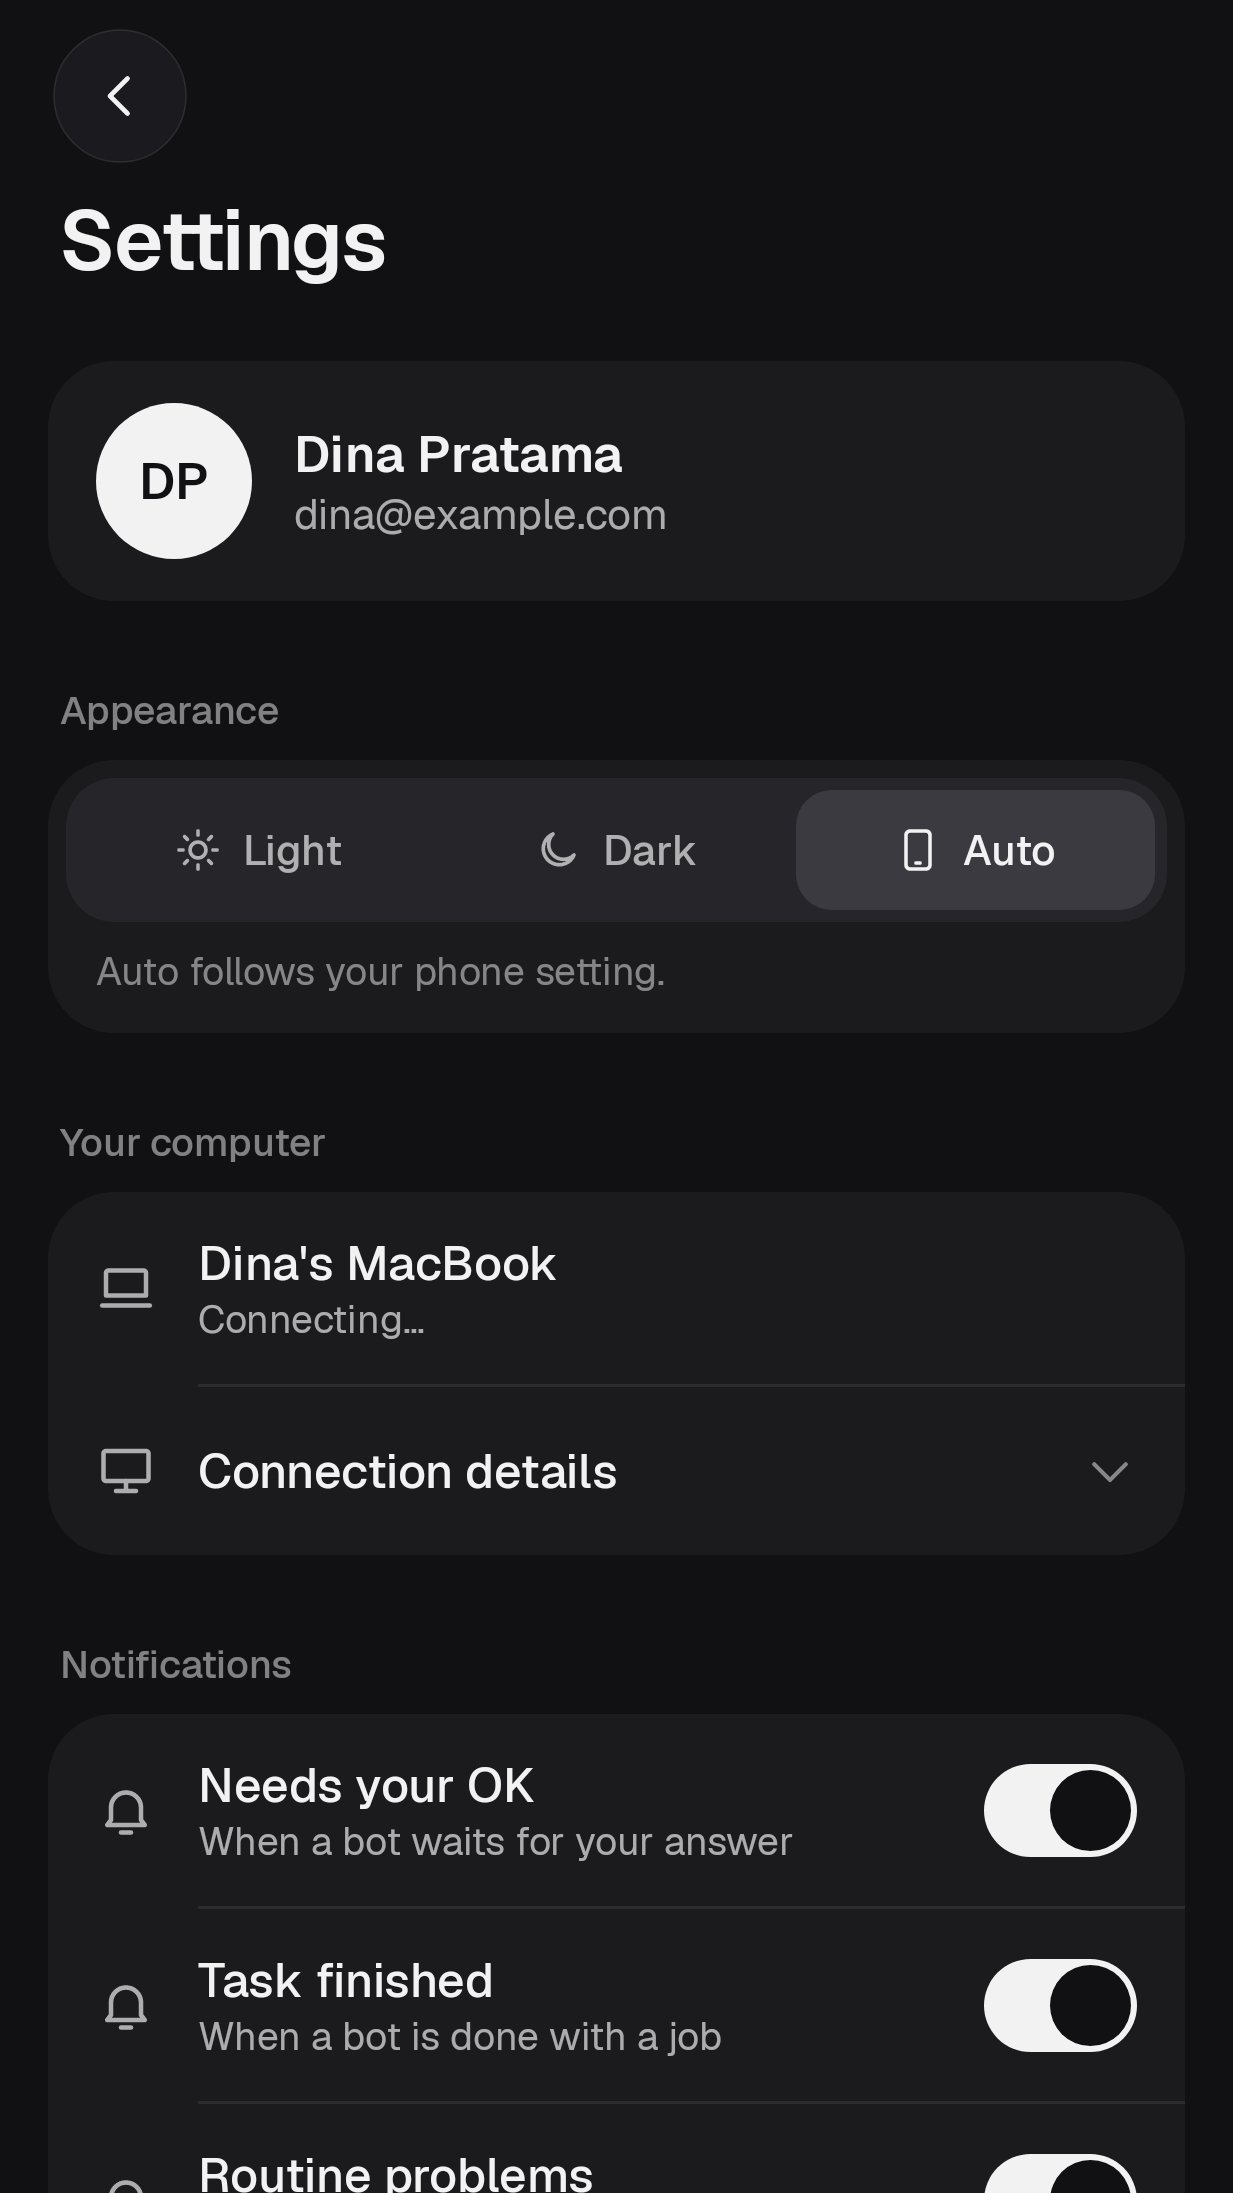 Settings
DP
Dina Pratama
dina@example.com
Appearance
Light
Dark
Auto
Auto follows your phone setting.
Your computer
Dina's MacBook
Connecting...
Connection details
Notifications
Needs your OK
When a bot waits for your answer
Task finished
When a bot is done with a job
Routine problems